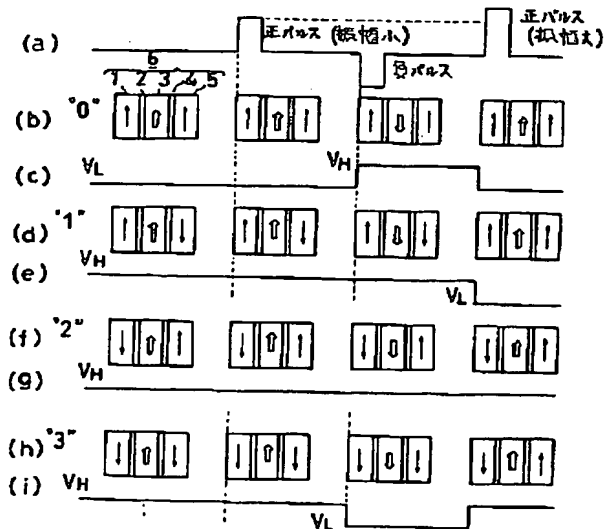 正パルス
(振幅大)
(a)
正パルス (振幅小)
負パルス
6
1 2 3 4 5
(b) "0"
VH
(c) VL
(d) "1"
(e) VH
VL
(f) "2"
(g) VH
(h) "3"
(i) VH
VL